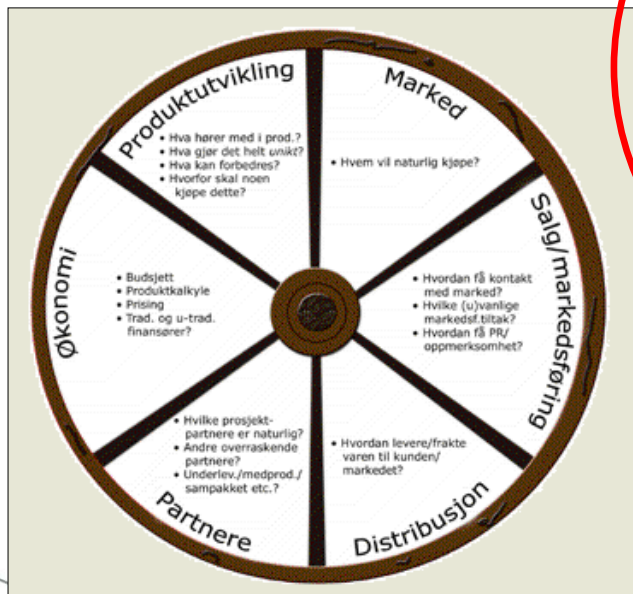 Produktutvikling
• Hva hører med i prod.?
• Hva gjør det helt unikt?
• Hva kan forbedres?
• Hvorfor skal noen
kjøpe dette?
Marked
• Hvem vil naturlig kjøpe?
Salg/markedsføring
• Hvordan få kontakt
med marked?
• Hvilke (u)vanlige
markedsf.tiltak?
• Hvordan få PR/
oppmerksomhet?
Distribusjon
• Hvordan levere/frakte
varen til kunden/
markedet?
Partnere
• Hvilke prosjekt-
partnere er naturlig?
• Andre overraskende
partnere?
• Underlev./medprod./
sampakket etc.?
Økonomi
• Budsjett
• Produktkalkyle
• Prising
• Trad. og u-trad.
finansører?